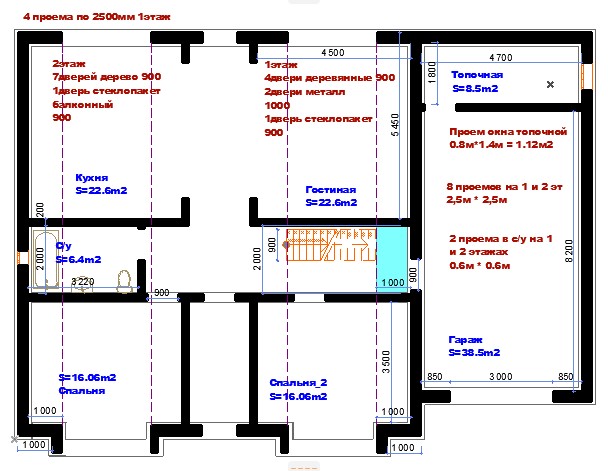 4 проема по 2500мм 1этаж
2этаж
7дверей дерево 900
1дверь стеклопакет
балконный
900
1этаж
4двери деревянные 900
2двери металл
1000
1дверь стеклопакет
900
4 500
4 700
1 800
Топочная
S=8.5m2
5 450
Проем окна топочной
0.8м*1.4м = 1.12м2
Кухня
S=22.6m2
Гостиная
S=22.6m2
8 проемов на 1 и 2 эт
2,5м * 2,5м
200
С/у
S=6.4m2
2 000
3 220
900
2 000
900
1 000
900
2 проема в с/у на 1
и 2 этажах
0.6м * 0.6м
8 200
Гараж
S=38.5m2
S=16.06m2
Спальня
Спальня_2
S=16.06m2
3 500
850
3 000
850
1 000
1 000
1 000
1 000